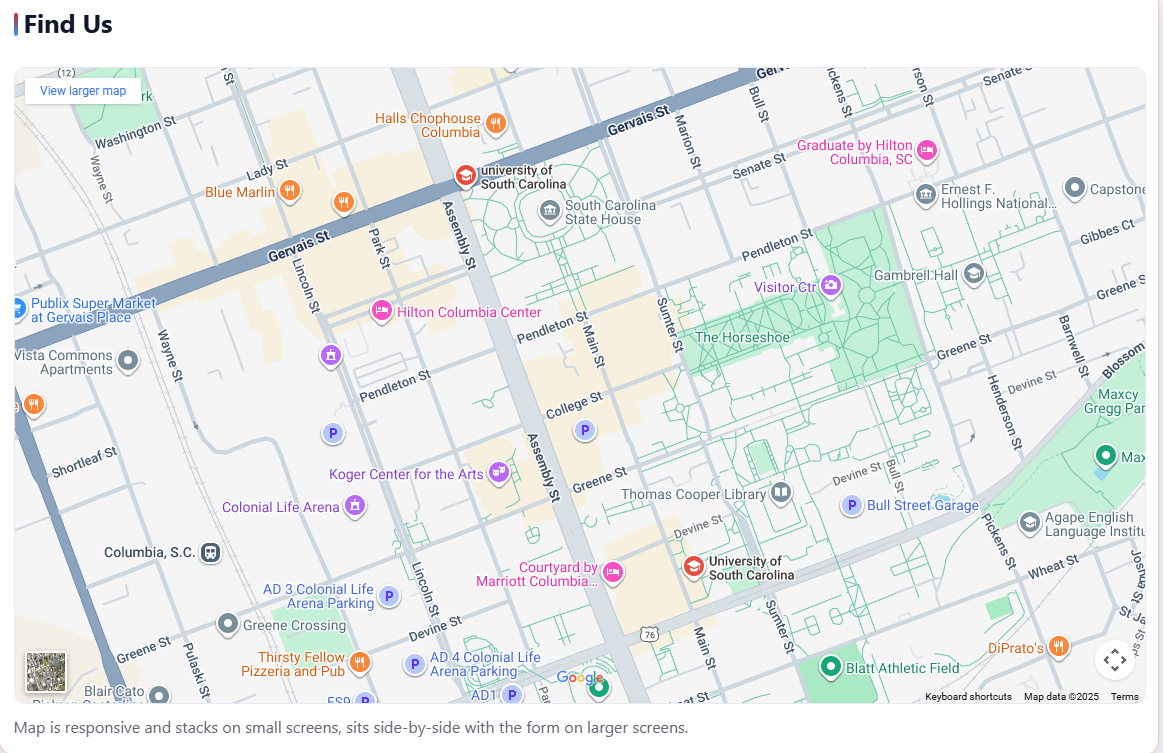 Find Us
View larger map
(12)
Washington St
Wayne St
Lady St
Blue Marlin
Halls Chophouse
Columbia
Gervais St
university of
South Carolina
South Carolina
State House
Gervais St
Marion St
Bull St
Senate St
Senate St
Graduate by Hilton
Columbia, SC
Ernest F.
Hollings National...
Capstone
Gibbes Ct
Gervais St
Park St
Lincoln St
Assembly St
Pendleton St
Visitor Ctr
Gambrell Hall
Greene S
Publix Super Market
at Gervais Place
Hilton Columbia Center
Pendleton St
Main St
Sumter St
The Horseshoe
Greene St
Barnwell St
Blossom
Vista Commons
Apartments
Wayne St
Pendleton St
College St
Devine St
Henderson St
Maxcy
Gregg Par
P
P
Shortleaf St
Koger Center for the Arts
Assembly St
Greene St
Thomas Cooper Library
Devine St
Bull St
Max
Colonial Life Arena
P
Bull Street Garage
Devine St
Pickens St
Agape English
Language Institu
Columbia, S.C.
Courtyard by
Marriott Columbia...
University of
South Carolina
Wheat St
AD 3 Colonial Life
Arena Parking
P
Lincoln St
Sumter St
Greene Crossing
Devine St
76
Main St
Greene St
Pulaski St
Thirsty Fellow
Pizzeria and Pub
P
AD 4 Colonial Life
Arena Parking
Blatt Athletic Field
DiPrato's
Google
Blair Cato
ES9
P
AD1
P
Keyboard shortcuts
Map data ©2025
Terms
Map is responsive and stacks on small screens, sits side-by-side with the form on larger screens.